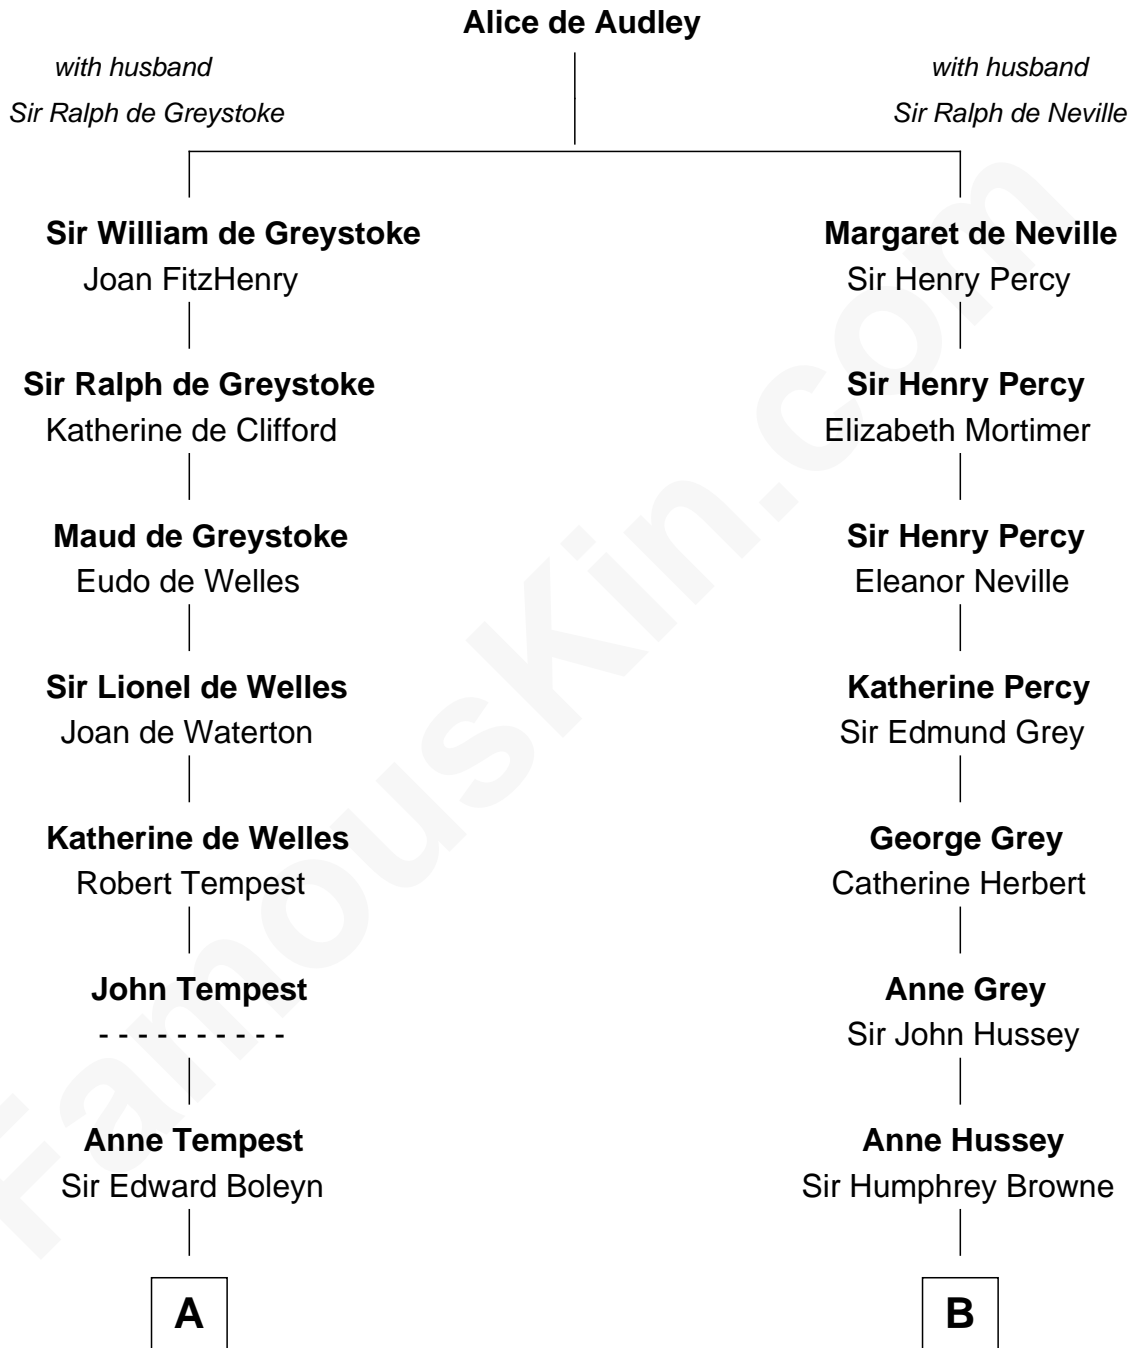 Alice de Audley
with husband
Sir Ralph de Greystoke
with husband
Sir Ralph de Neville
Sir William de Greystoke
Joan FitzHenry
Margaret de Neville
Sir Henry Percy
Sir Ralph de Greystoke
Katherine de Clifford
Sir Henry Percy
Elizabeth Mortimer
Maud de Greystoke
Eudo de Welles
Sir Henry Percy
Eleanor Neville
Sir Lionel de Welles
Joan de Waterton
Katherine Percy
Sir Edmund Grey
Katherine de Welles
Robert Tempest
George Grey
Catherine Herbert
John Tempest
- - - - - - - - - -
Anne Grey
Sir John Hussey
Anne Tempest
Sir Edward Boleyn
Anne Hussey
Sir Humphrey Browne
A
B
FamousKin.com